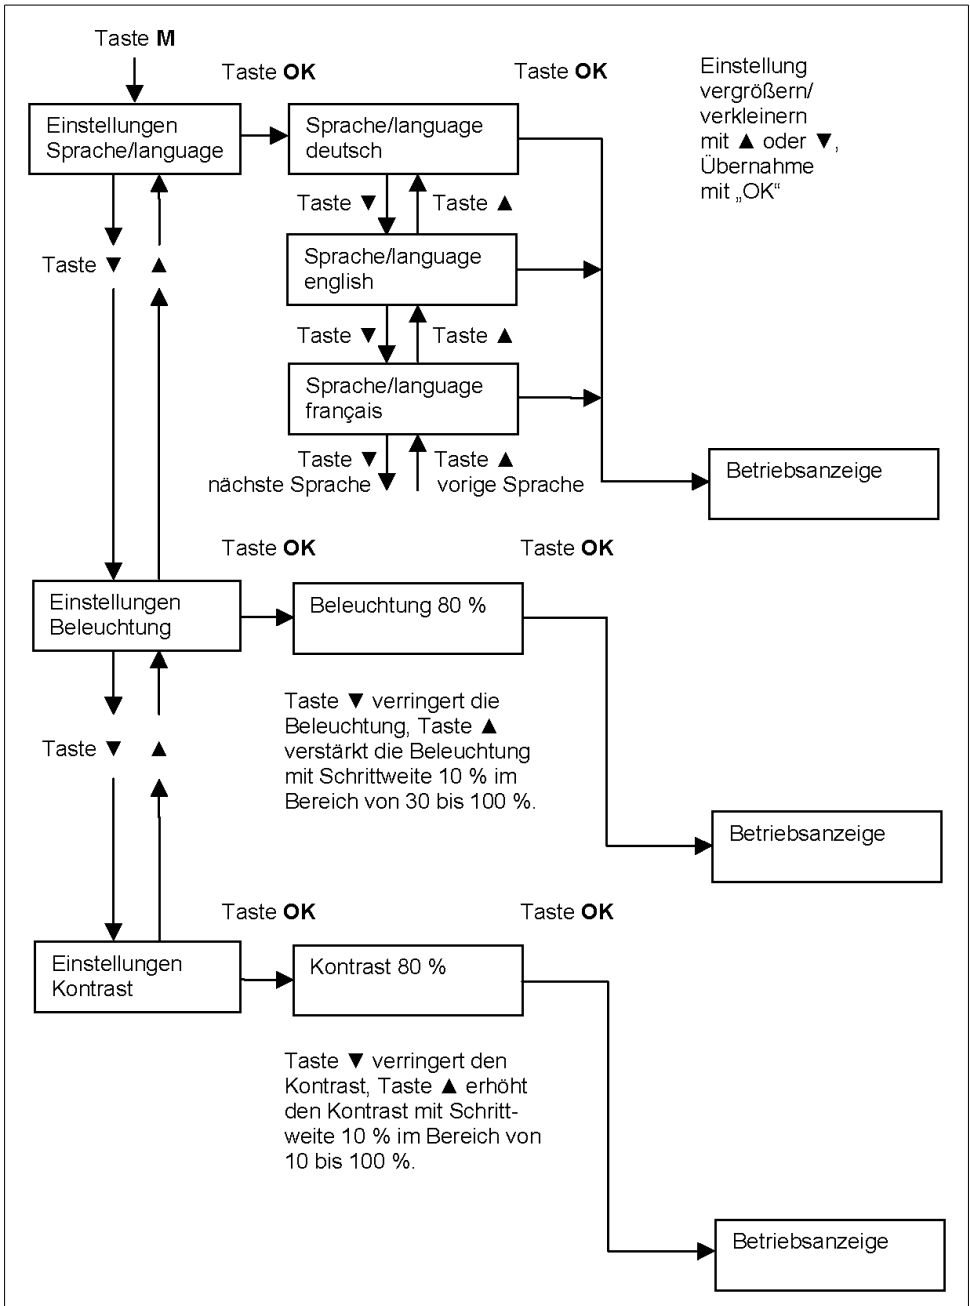 Taste M
Taste OK
Taste OK
Einstellung
vergrößern/
verkleinern
mit ▲ oder ▼,
Übernahme
mit „OK“
Einstellungen
Sprache/language
Sprache/language
deutsch
Taste ▼
Taste ▲
Taste ▼ ▲
Sprache/language
english
Taste ▼
Taste ▲
Sprache/language
français
Taste ▼
nächste Sprache
Taste ▲
vorige Sprache
Betriebsanzeige
Taste OK
Taste OK
Einstellungen
Beleuchtung
Beleuchtung 80 %
Taste ▼ verringert die
Beleuchtung, Taste ▲
verstärkt die Beleuchtung
mit Schrittweite 10 % im
Bereich von 30 bis 100 %.
Taste ▼ ▲
Betriebsanzeige
Taste OK
Taste OK
Einstellungen
Kontrast
Kontrast 80 %
Taste ▼ verringert den
Kontrast, Taste ▲ erhöht
den Kontrast mit Schritt-
weite 10 % im Bereich von
10 bis 100 %.
Betriebsanzeige